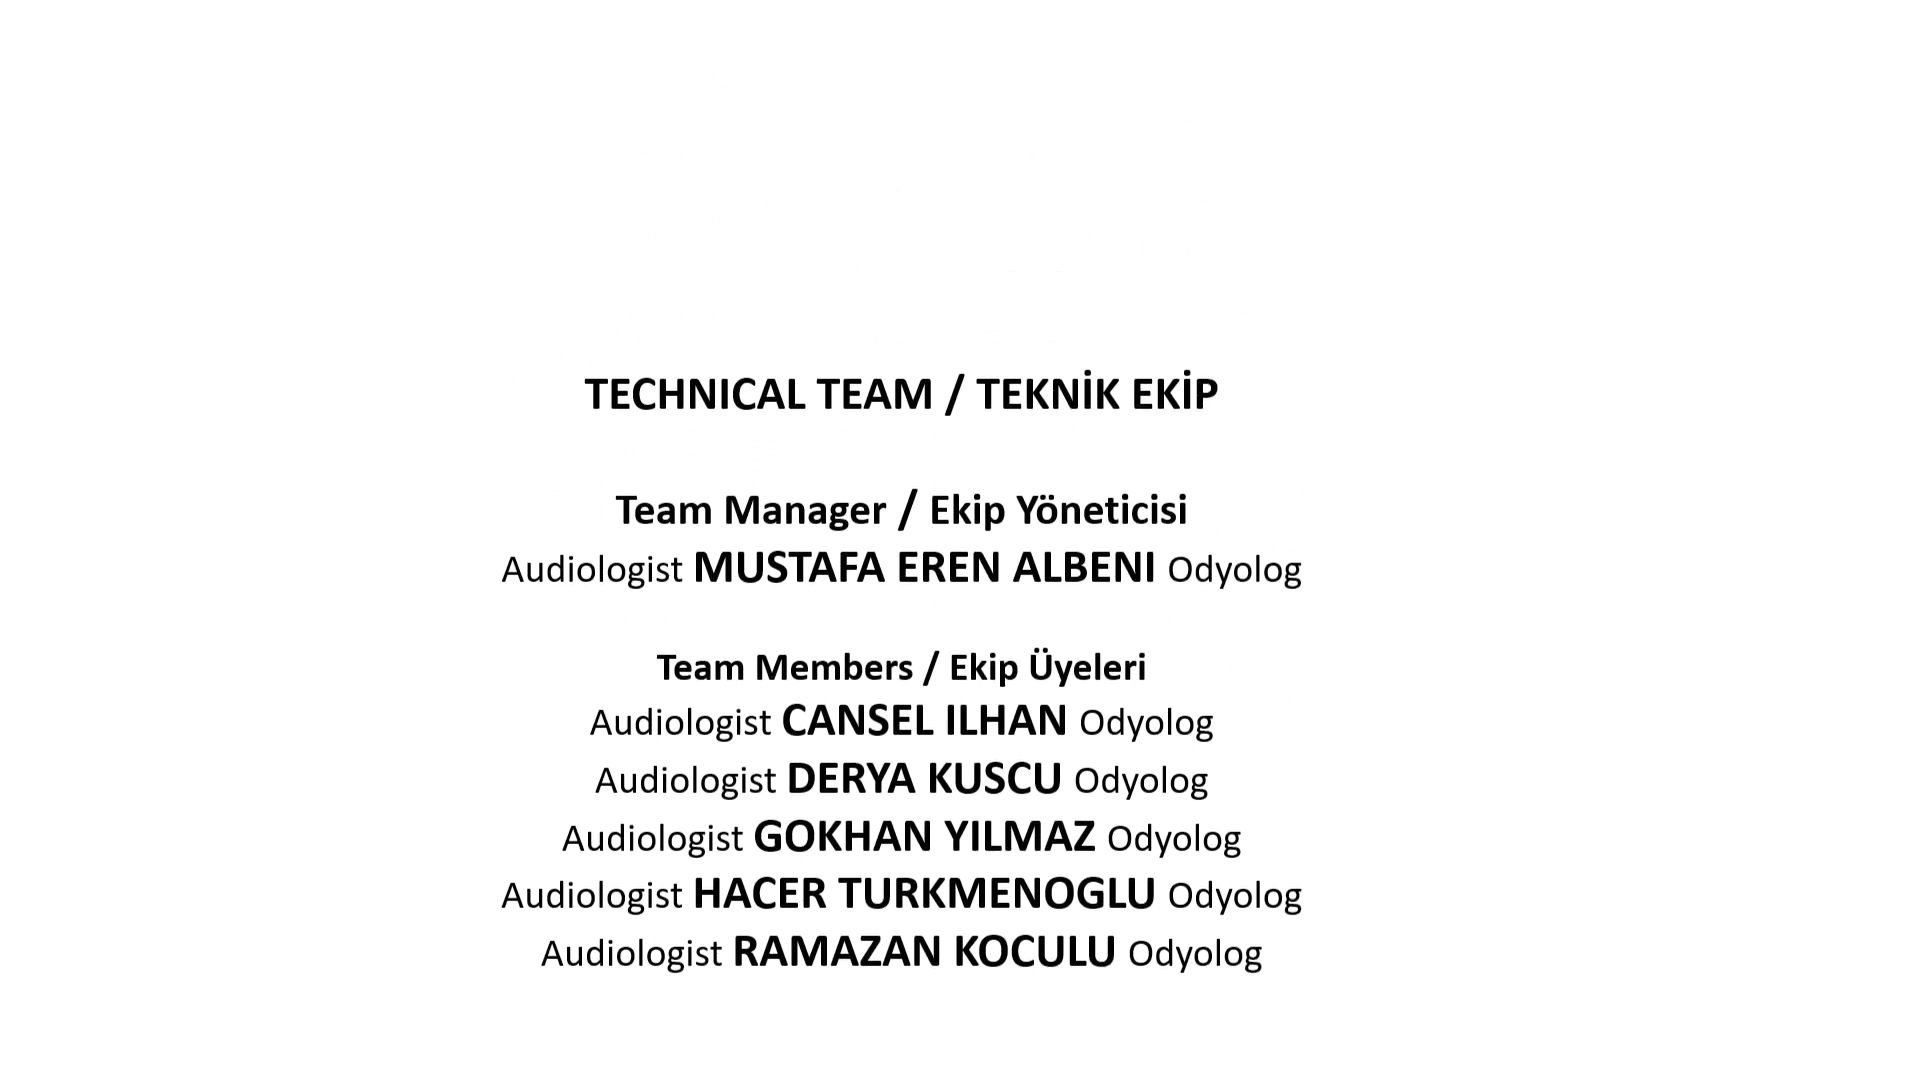 TECHNICAL TEAM / TEKNİK EKİP
Team Manager / Ekip Yöneticisi
Audiologist MUSTAFA EREN ALBENI Odyolog
Team Members / Ekip Üyeleri
Audiologist CANSEL ILHAN Odyolog
Audiologist DERYA KUSCU Odyolog
Audiologist GOKHAN YILMAZ Odyolog
Audiologist HACER TURKMENOGLU Odyolog
Audiologist RAMAZAN KOCULU Odyolog